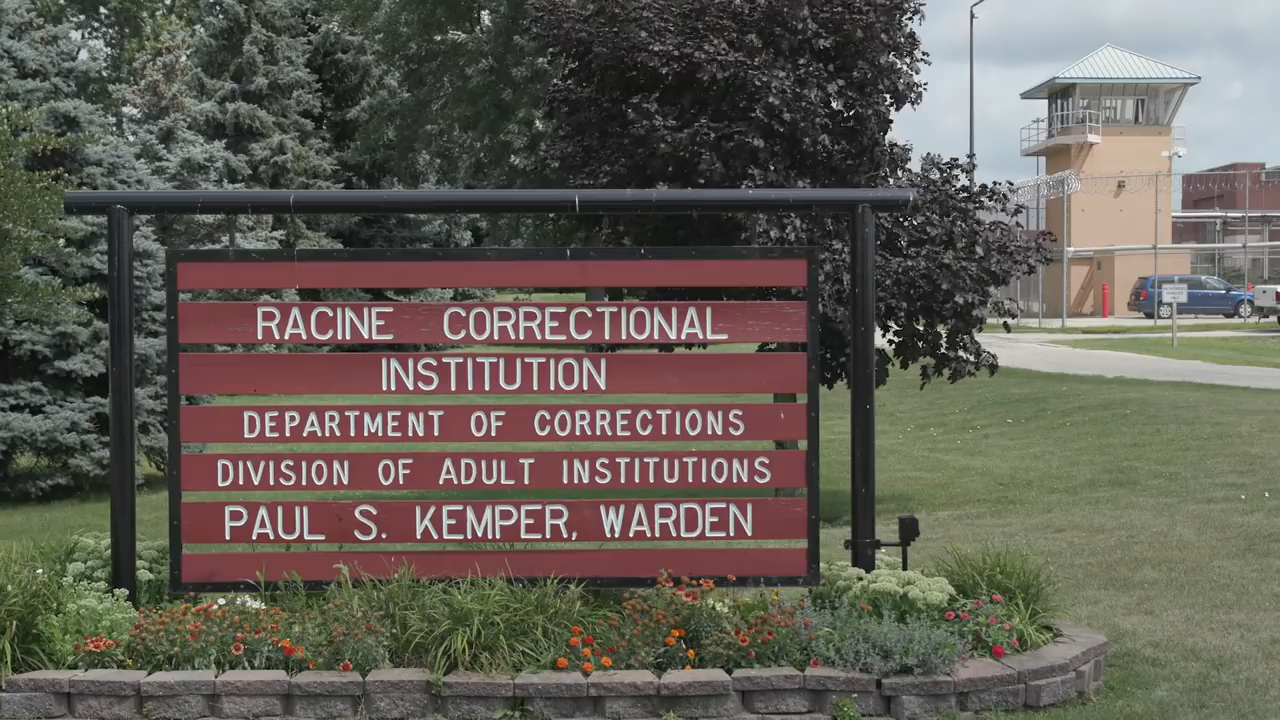 RACINE CORRECTIONAL
INSTITUTION
DEPARTMENT OF CORRECTIONS
DIVISION OF ADULT INSTITUTIONS
PAUL S. KEMPER, WARDEN